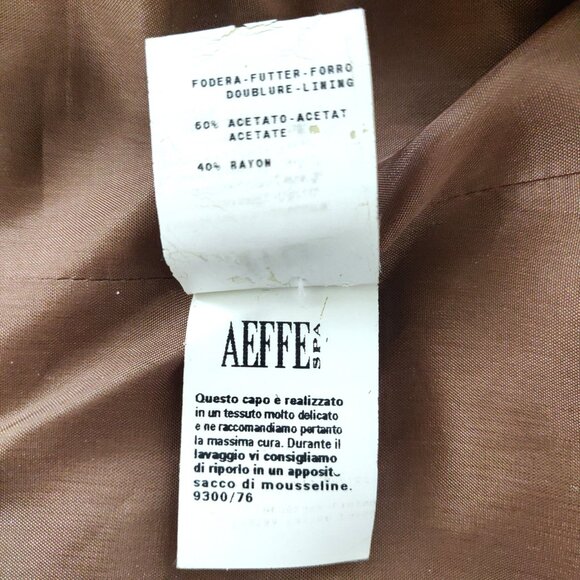 FODERA-FUTTER-FORRO
DOUBLURE-LINING
60% ACETATO-ACETAT
ACETATE
40% RAYON
AEFFE SPA
Questo capo è realizzato
in un tessuto molto delicato
e ne raccomandiamo pertanto
la massima cura. Durante il
lavaggio vi consigliamo
di riporlo in un apposito
sacco di mousseline.
9300/76